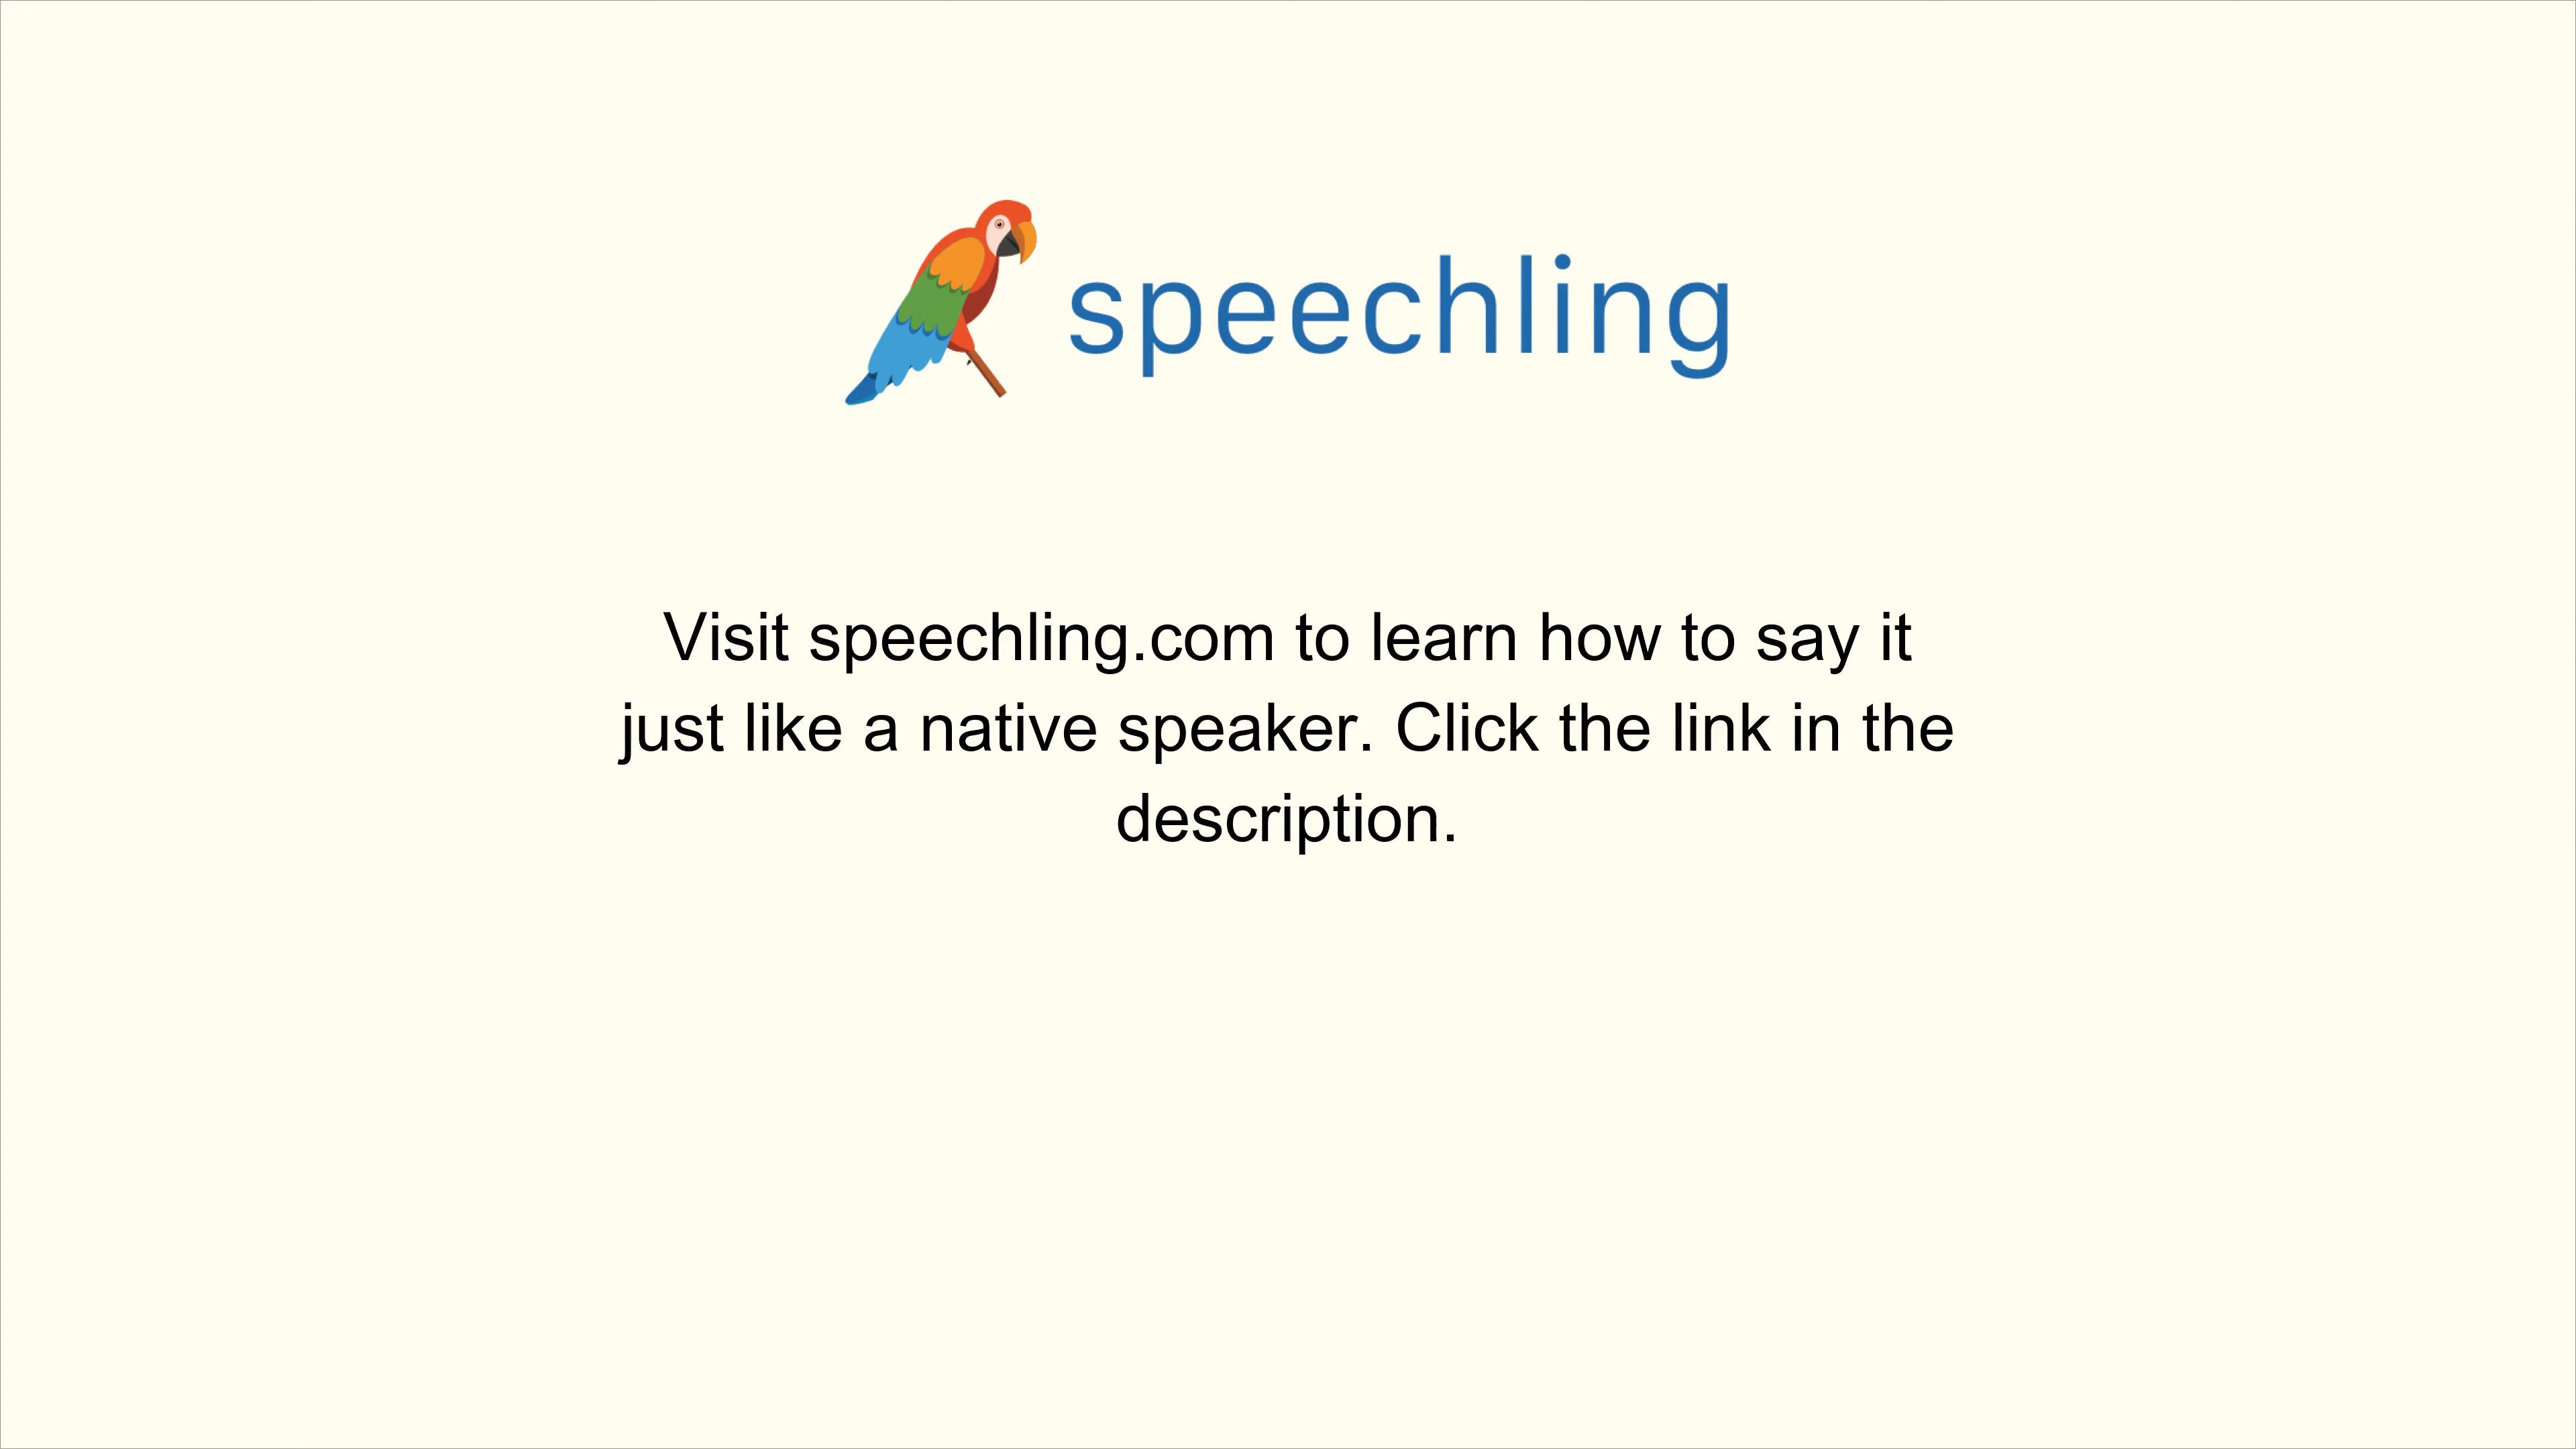 speechling
Visit speechling.com to learn how to say it
just like a native speaker. Click the link in the
description.